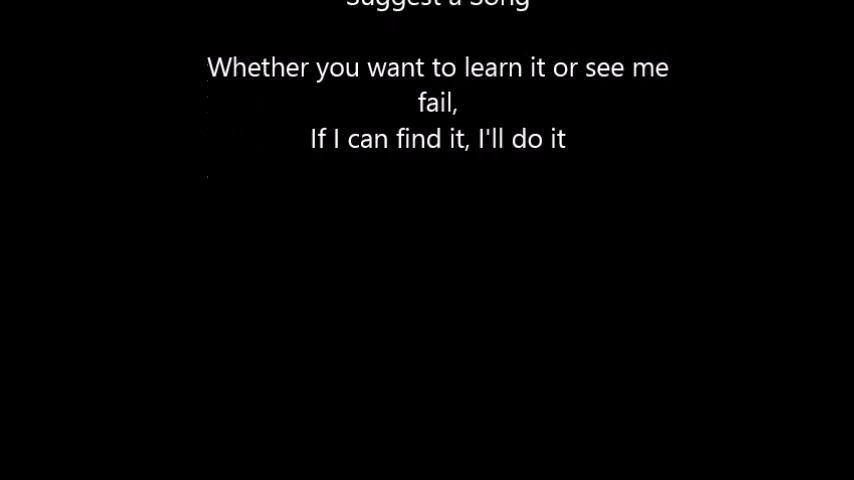 Suggest a Song
Whether you want to learn it or see me
fail,
If I can find it, I'll do it